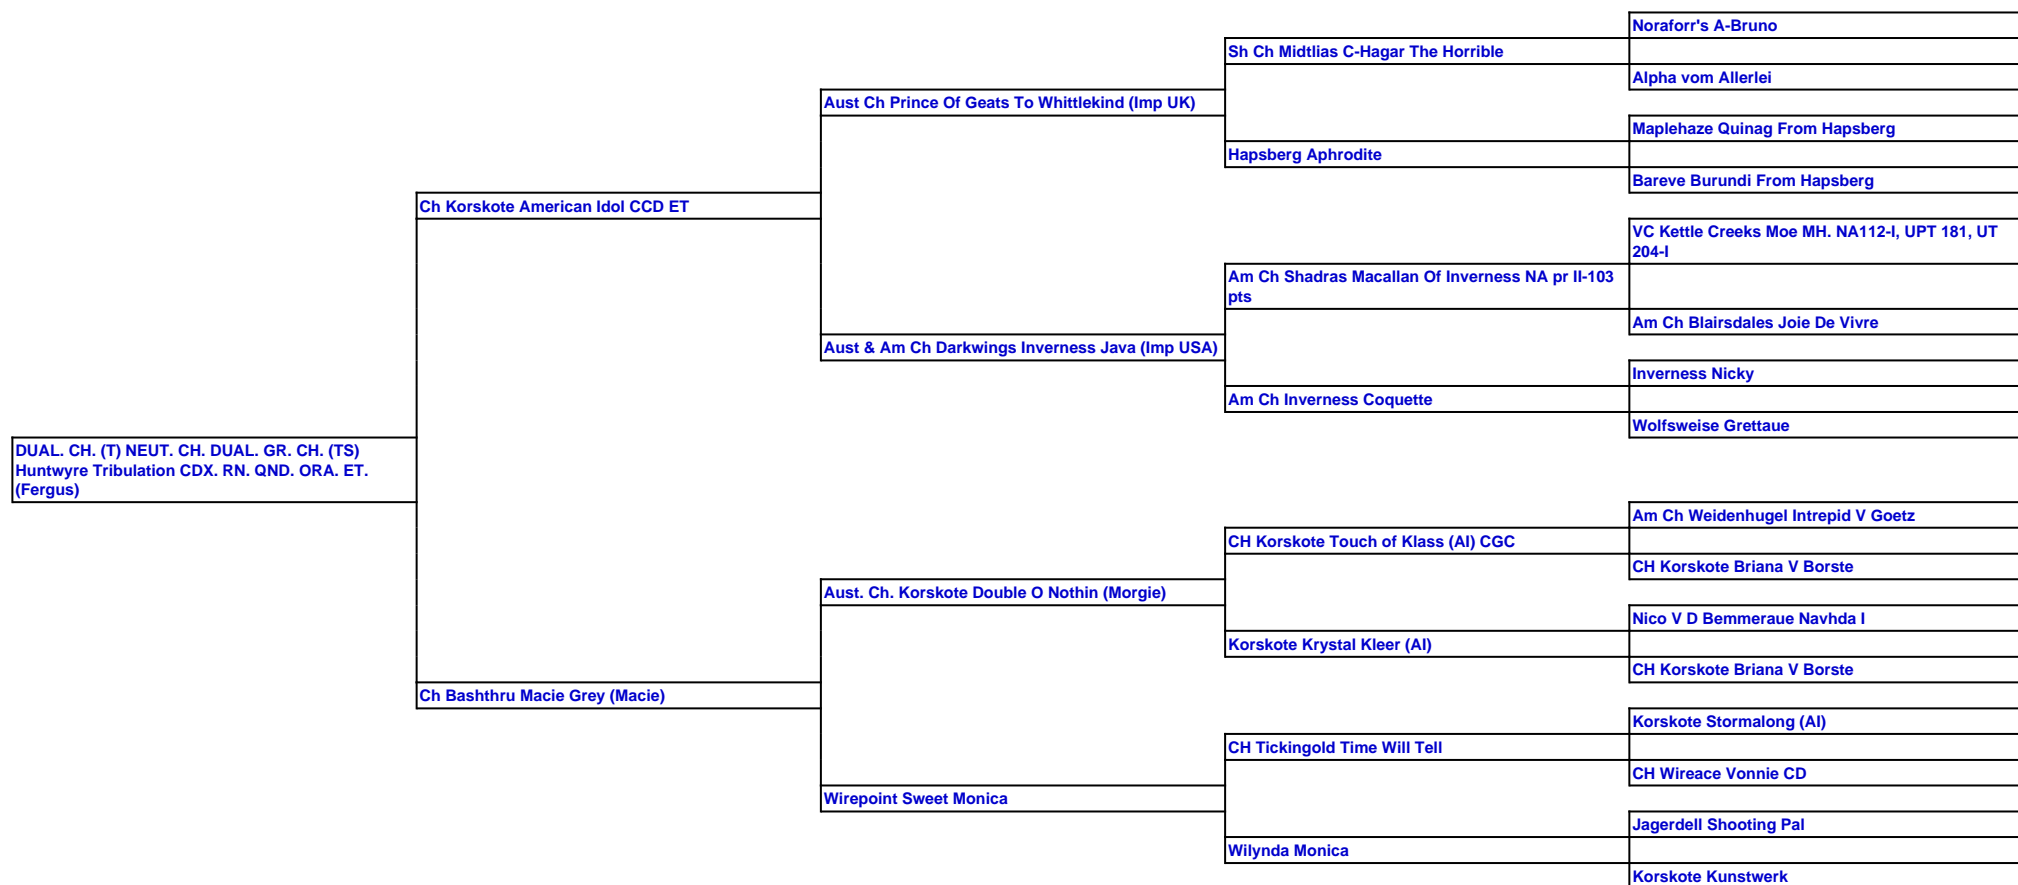 Noraforr's A-Bruno
Sh Ch Midtlias C-Hagar The Horrible
Alpha vom Allerlei
Aust Ch Prince Of Geats To Whittlekind (Imp UK)
Maplehaze Quinag From Hapsberg
Hapsberg Aphrodite
Bareve Burundi From Hapsberg
Ch Korskote American Idol CCD ET
VC Kettle Creeks Moe MH. NA112-I, UPT 181, UT
204-I
Am Ch Shadras Macallan Of Inverness NA pr II-103
pts
Am Ch Blairsdales Joie De Vivre
Aust & Am Ch Darkwings Inverness Java (Imp USA)
Inverness Nicky
Am Ch Inverness Coquette
Wolfsweise Grettaue
DUAL. CH. (T) NEUT. CH. DUAL. GR. CH. (TS)
Huntwyre Tribulation CDX. RN. QND. ORA. ET.
(Fergus)
Am Ch Weidenhugel Intrepid V Goetz
CH Korskote Touch of Klass (AI) CGC
CH Korskote Briana V Borste
Aust. Ch. Korskote Double O Nothin (Morgie)
Nico V D Bemmeraue Navhda I
Korskote Krystal Kleer (AI)
CH Korskote Briana V Borste
Ch Bashthru Macie Grey (Macie)
Korskote Stormalong (AI)
CH Tickingold Time Will Tell
CH Wireace Vonnie CD
Wirepoint Sweet Monica
Jagerdell Shooting Pal
Wilynda Monica
Korskote Kunstwerk